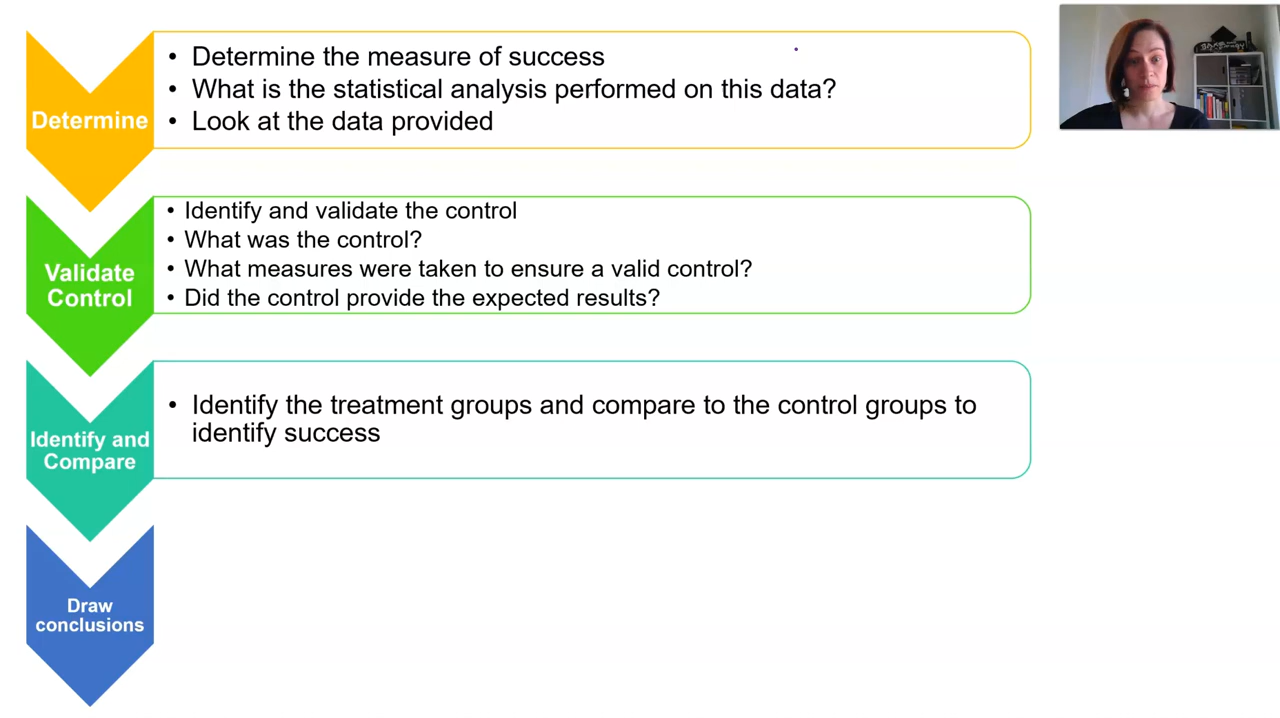 Determine
• Determine the measure of success
• What is the statistical analysis performed on this data?
• Look at the data provided
Validate
Control
• Identify and validate the control
• What was the control?
• What measures were taken to ensure a valid control?
• Did the control provide the expected results?
Identify and
Compare
• Identify the treatment groups and compare to the control groups to
identify success
Draw
conclusions